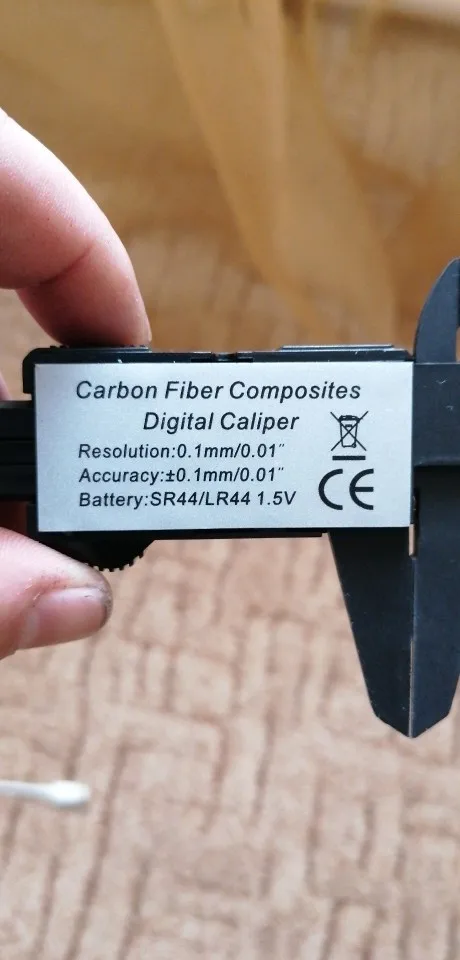 Carbon Fiber Composites
Digital Caliper
Resolution:0.1mm/0.01″
Accuracy:±0.1mm/0.01″
Battery:SR44/LR44 1.5V
CE